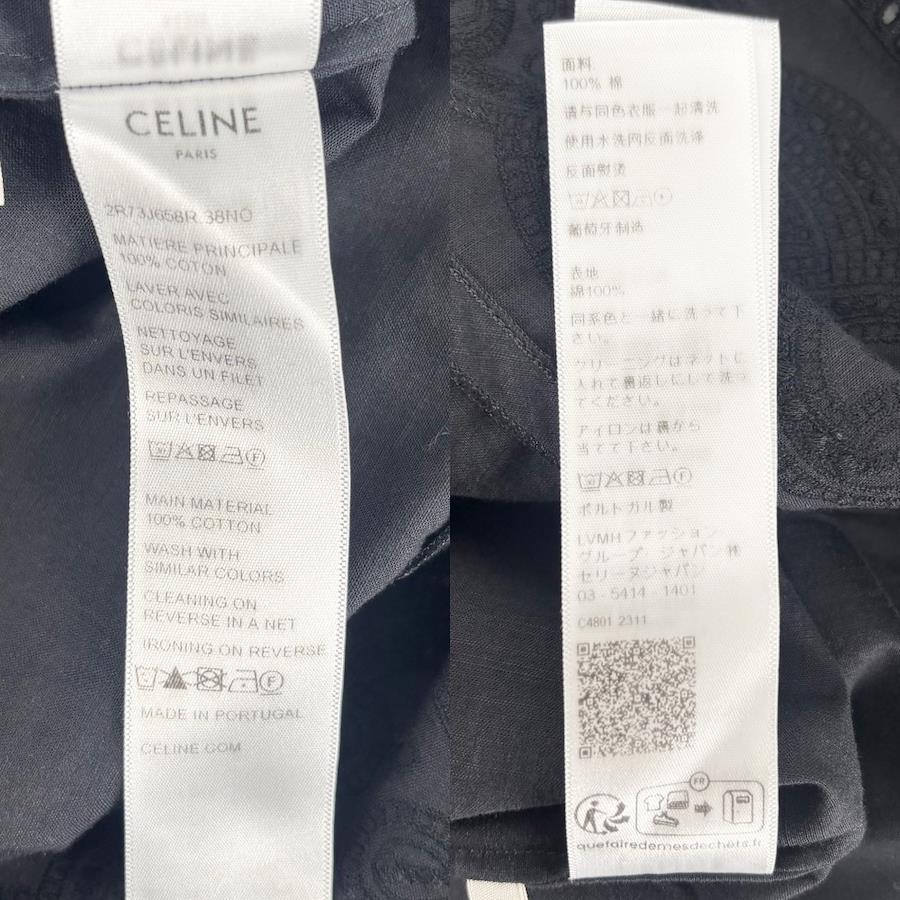 CELINE
CELINE
PARIS
2R73J658R.38NO
MATIERE PRINCIPALE
100% COTON
LAVER AVEC
COLORIS SIMILAIRES
NETTOYAGE
SUR L'ENVERS
DANS UN FILET
REPASSAGE
SUR L'ENVERS
MAIN MATERIAL
100% COTTON
WASH WITH
SIMILAR COLORS
CLEANING ON
REVERSE IN A NET
IRONING ON REVERSE
MADE IN PORTUGAL
CELINE.COM
面料
100% 棉
请与同色衣服一起清洗
使用水洗网反面洗涤
反面熨烫
葡萄牙制造
表地
綿100%
同系色と一緒に洗って下
さい。
クリーニングはネットに
入れて裏返しにして洗っ
てください。
アイロンは裏から
当てて下さい。
ポルトガル製
LVMHファッション
グループ・ジャパン㈱
セリーヌジャパン
03-5414-1401
C4801 2311
FR
quefairedemesdechets.fr